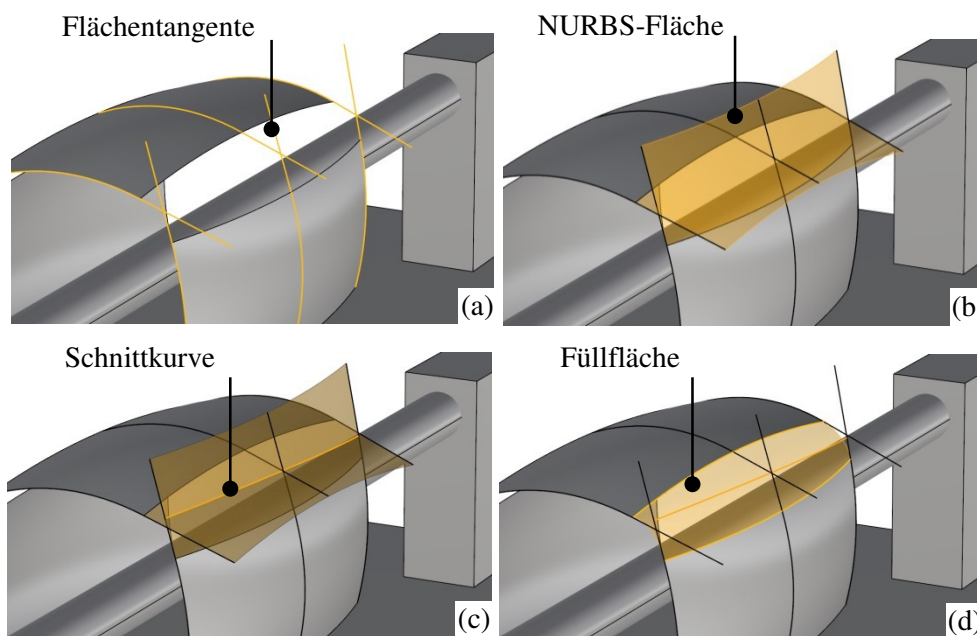 Flächentangente
NURBS-Fläche
(a)
(b)
Schnittkurve
Füllfläche
(c)
(d)